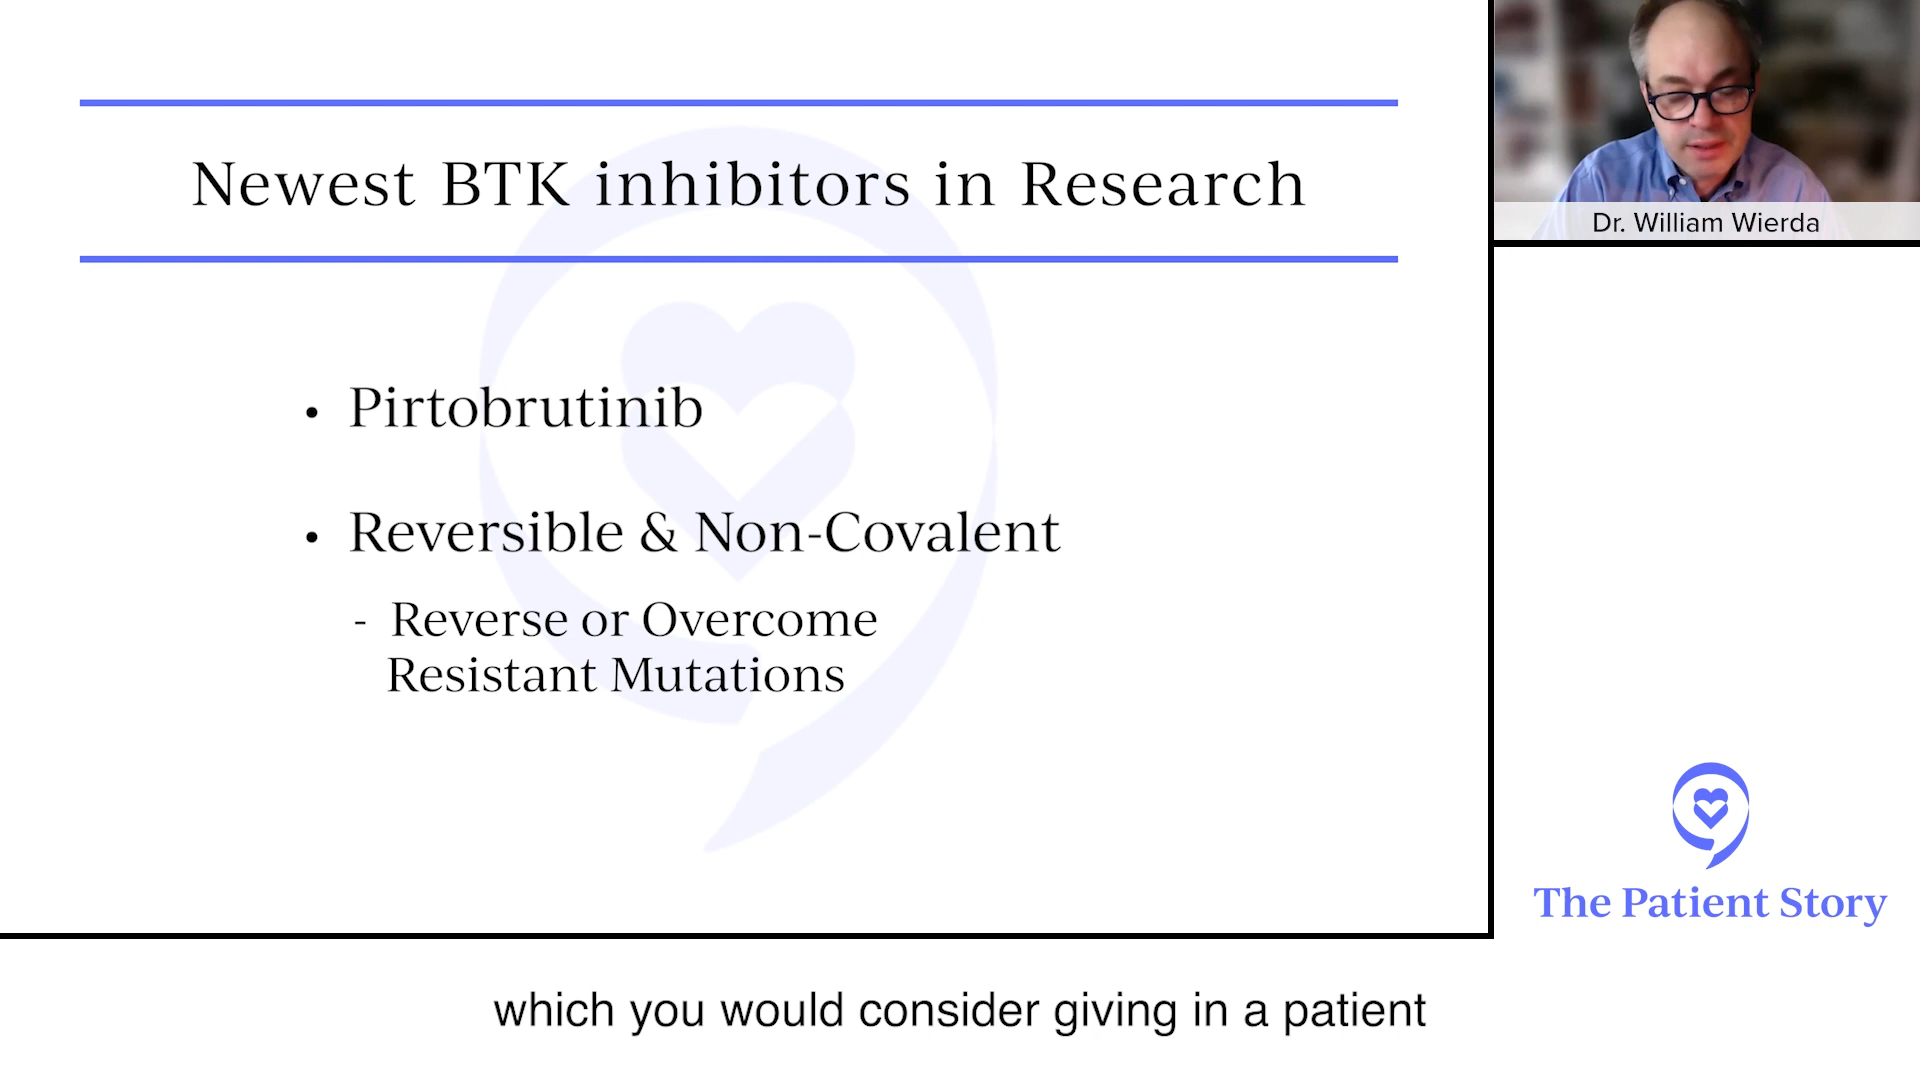 Newest BTK inhibitors in Research
• Pirtobrutinib
• Reversible & Non-Covalent
- Reverse or Overcome
Resistant Mutations
Dr. William Wierda
The Patient Story
which you would consider giving in a patient